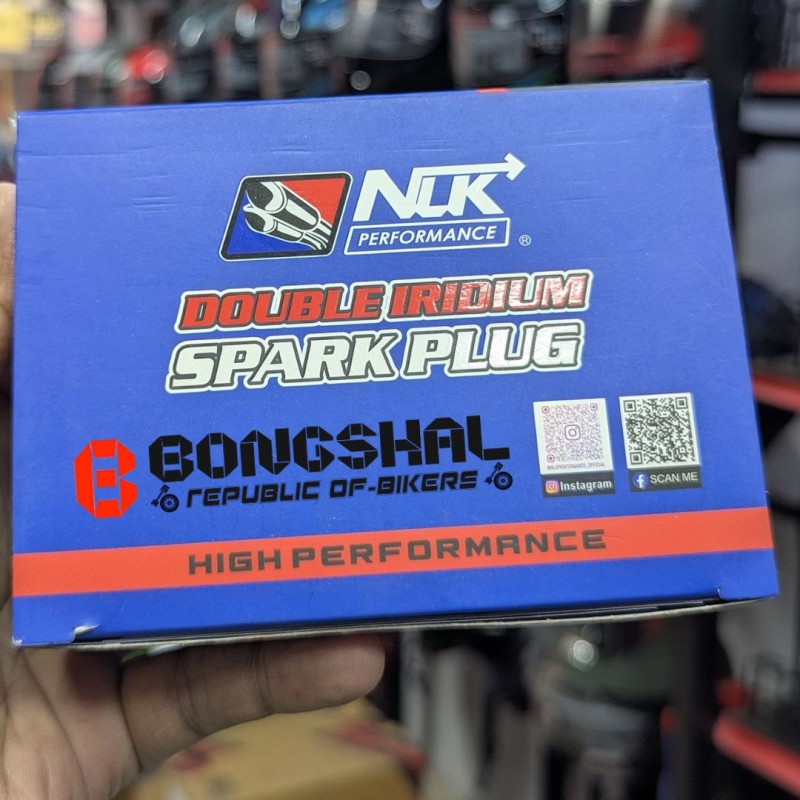 NLK
PERFORMANCE
®
DOUBLE IRIDIUM
SPARK PLUG
BONGSHAL
REPUBLIC OF-BIKERS
Instagram
SCAN ME
HIGH PERFORMANCE